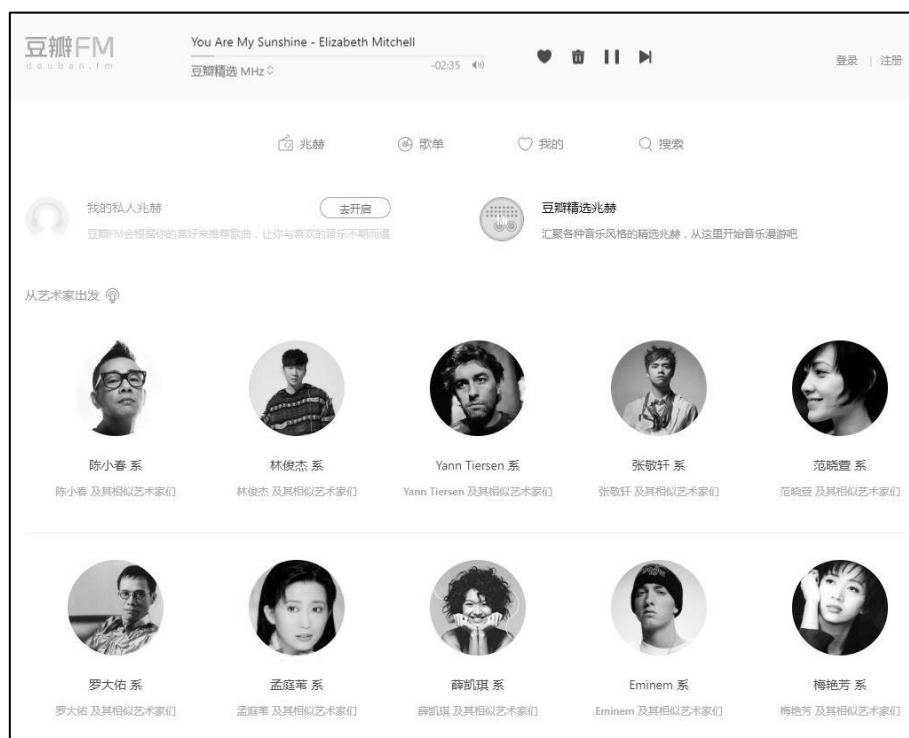 豆瓣FM
douban.fm
You Are My Sunshine - Elizabeth Mitchell
豆瓣精选 MHz
-02:35
登录 | 注册
兆赫
歌单
我的
搜索
我的私人兆赫
去开启
豆瓣FM会根据你的喜好来推荐歌曲，让你与喜欢的音乐不期而遇
豆瓣精选兆赫
汇聚各种音乐风格的精选兆赫，从这里开始音乐漫游吧
从艺术家出发
陈小春 系
陈小春 及其相似艺术家们
林俊杰 系
林俊杰 及其相似艺术家们
Yann Tiersen 系
Yann Tiersen 及其相似艺术家们
张敬轩 系
张敬轩 及其相似艺术家们
范晓萱 系
范晓萱 及其相似艺术家们
罗大佑 系
罗大佑 及其相似艺术家们
孟庭苇 系
孟庭苇 及其相似艺术家们
薛凯琪 系
薛凯琪 及其相似艺术家们
Eminem 系
Eminem 及其相似艺术家们
梅艳芳 系
梅艳芳 及其相似艺术家们